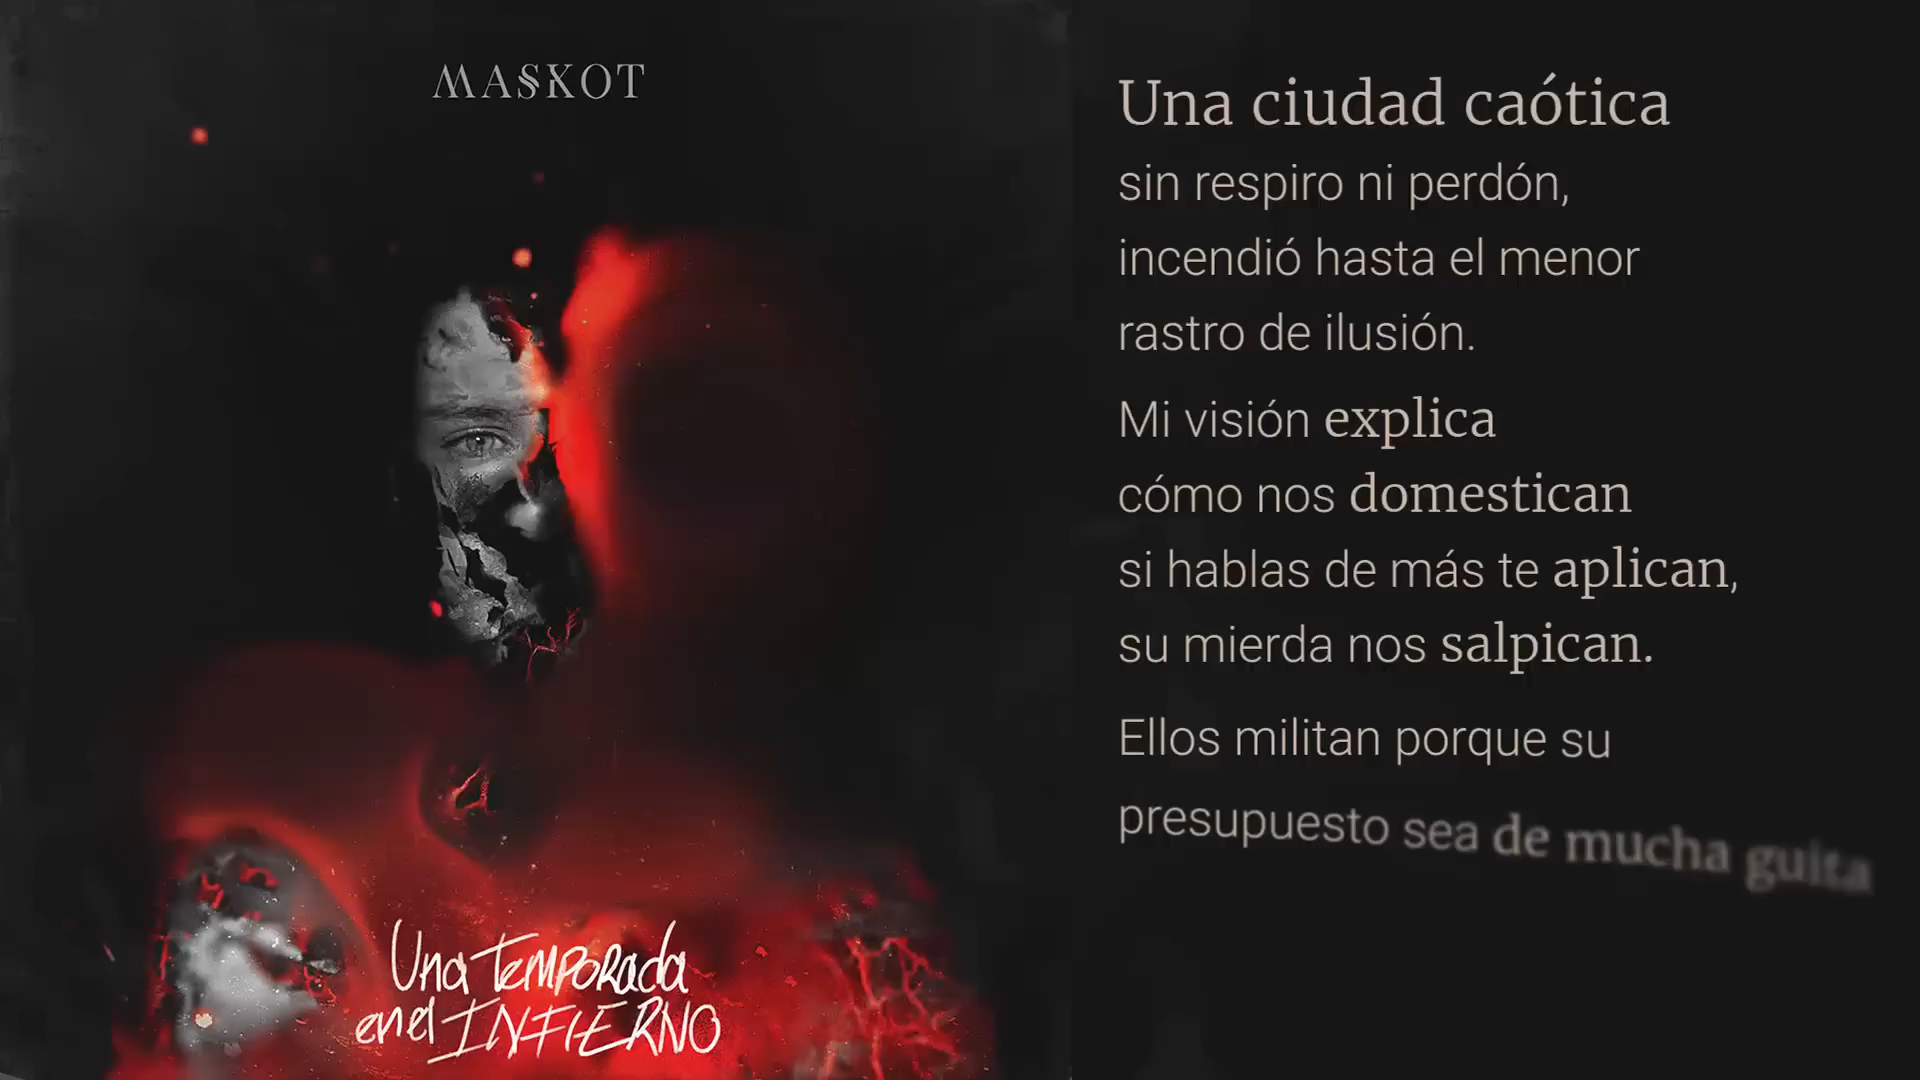 MASKOT
Una temporada
en el INFIERNO
Una ciudad caótica
sin respiro ni perdón,
incendió hasta el menor
rastro de ilusión.
Mi visión explica
cómo nos domestican
si hablas de más te aplican,
su mierda nos salpican.
Ellos militan porque su
presupuesto sea de mucha guita